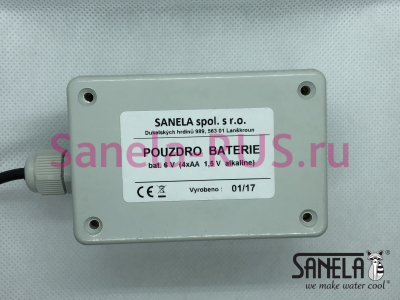 SANELA spol. s r.o.
Dukelských hrdinů 989, 563 01 Lanškroun
Sanela-RUS.ru
POUZDRO BATERIE
bat. 6 V (4xAA 1,5 V alkaline)
CE
Vyrobeno : 01/17
SANELA
we make water cool®